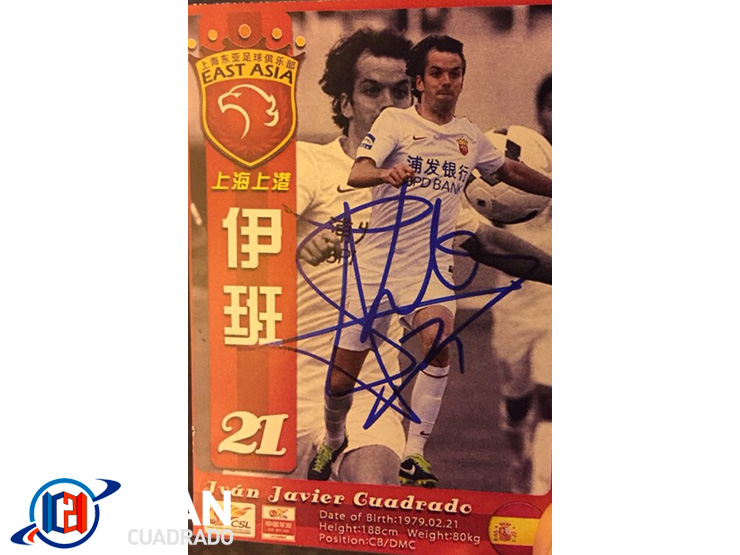 上海东亚足球俱乐部
EAST ASIA
上海上港
伊
班
21
浦发银行
SPD BANK
21
Iván Javier Cuadrado
Date of Birth:1979.02.21
Height:188cm Weight:80kg
Position:CB/DMC
CSL
AN
CUADRADO